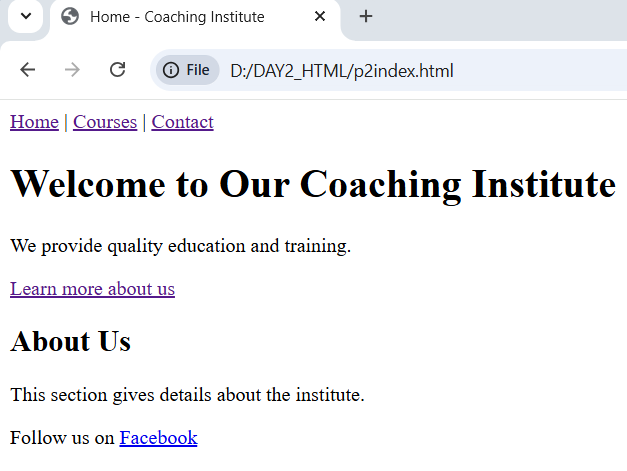 Home - Coaching Institute
File D:/DAY2_HTML/p2index.html
Home | Courses | Contact
Welcome to Our Coaching Institute
We provide quality education and training.
Learn more about us
About Us
This section gives details about the institute.
Follow us on Facebook